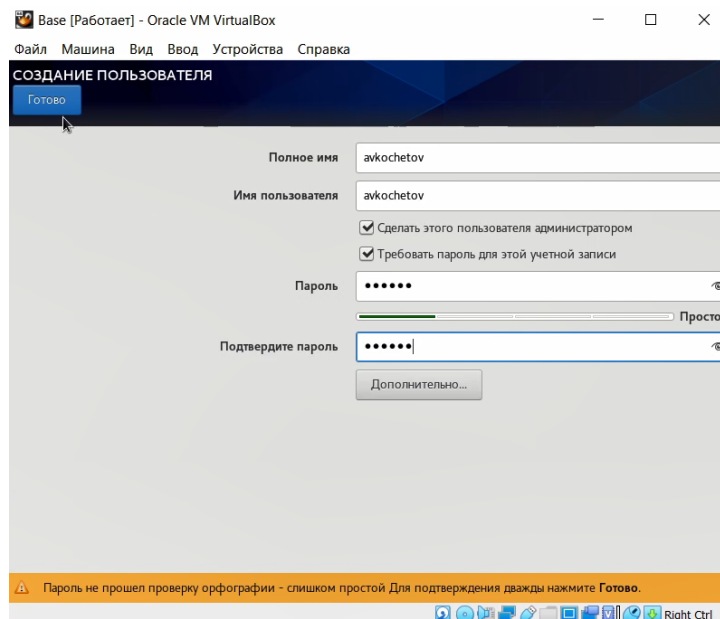 Base [Работает] - Oracle VM VirtualBox
Файл Машина Вид Ввод Устройства Справка
СОЗДАНИЕ ПОЛЬЗОВАТЕЛЯ
Готово
Полное имя avkochetov
Имя пользователя avkochetov
Сделать этого пользователя администратором
Требовать пароль для этой учетной записи
Пароль ••••••
Просто
Подтвердите пароль ••••••
Дополнительно...
Пароль не прошел проверку орфографии - слишком простой Для подтверждения дважды нажмите Готово.
Right Ctrl